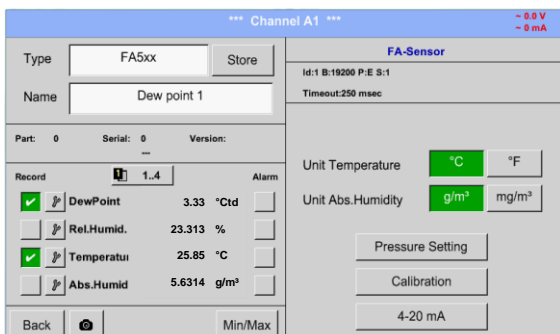 *** Channel A1 ***
~ 0.0 V
~ 0 mA
Type FA5xx Store
Name Dew point 1
Part: 0 Serial: 0 Version:
---
Record 1..4 Alarm
DewPoint 3.33 °Ctd
Rel.Humid. 23.313 %
Temperatui 25.85 °C
Abs.Humid 5.6314 g/m³
Back Min/Max
FA-Sensor
Id:1 B:19200 P:E S:1
Timeout:250 msec
Unit Temperature °C °F
Unit Abs.Humidity g/m³ mg/m³
Pressure Setting
Calibration
4-20 mA